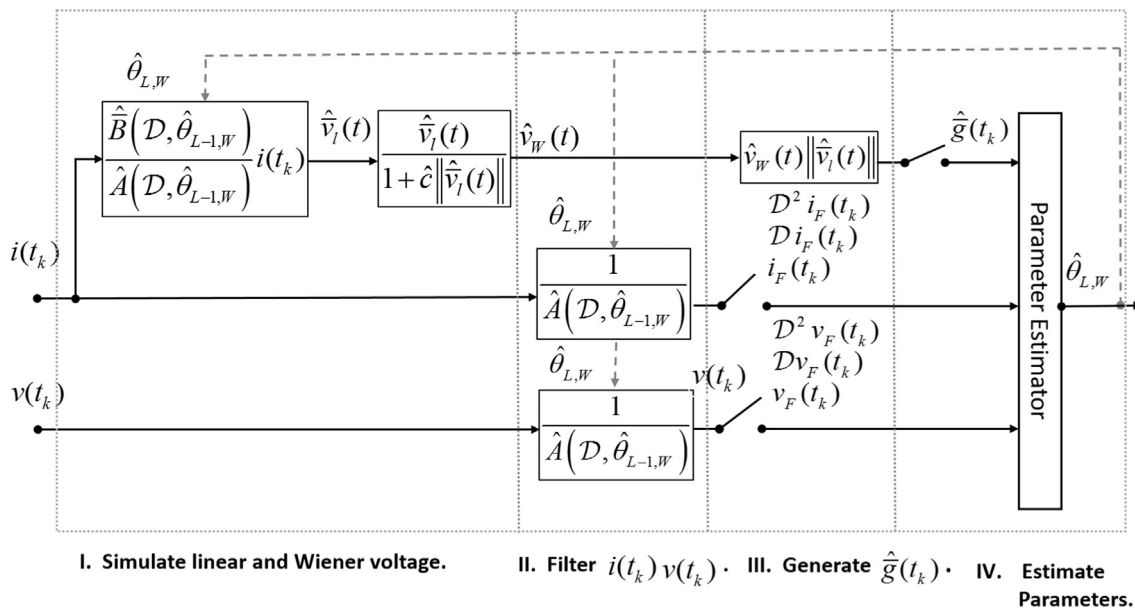 θ̂_{L,W}
B̂̄(𝒟, θ̂_{L−1,W})
Â(𝒟, θ̂_{L−1,W})
i(t_k)
v̂̄_l(t)
v̂̄_l(t)
1 + ĉ‖v̂̄_l(t)‖
v̂_W(t)
v̂_W(t)‖v̂̄_l(t)‖
ĝ̄(t_k)
i(t_k)
θ̂_{L,W}
1
Â(𝒟, θ̂_{L−1,W})
𝒟² i_F(t_k)
𝒟 i_F(t_k)
i_F(t_k)
v(t_k)
θ̂_{L,W}
1
Â(𝒟, θ̂_{L−1,W})
v(t_k)
𝒟² v_F(t_k)
𝒟v_F(t_k)
v_F(t_k)
Parameter Estimator
θ̂_{L,W}
I. Simulate linear and Wiener voltage.
II. Filter i(t_k) v(t_k) .
III. Generate ĝ̄(t_k) .
IV. Estimate
Parameters.